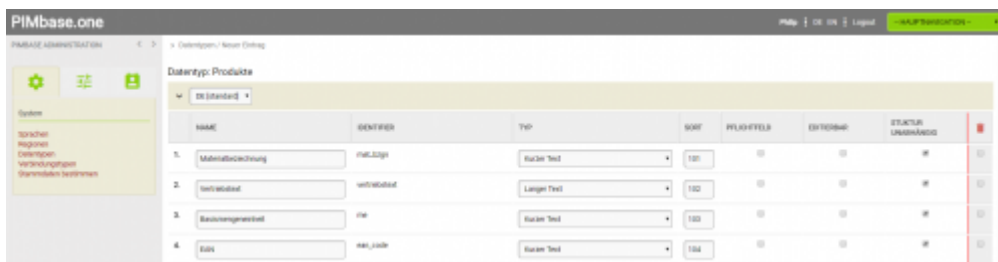 PIMbase.one
Philip DE EN Logout --HAUPTNAVIGATION--
PIMBASE ADMINISTRATION < >
> Datentypen / Neuer Eintrag
Datentyp: Produkte
DE [standard]
System
Sprachen
Regionen
Datentypen
Verbindungstypen
Stammdaten bestimmen
NAME IDENTIFIER TYP SORT PFLICHTFELD EDITIERBAR STUKTUR UNABHÄNGIG
1. Materialbezeichnung Kurzer Text 101
2. Vertriebstext vertriebstext Langer Text 102
3. Basismengeneinheit me Kurzer Text 103
4. EAN ean_code Kurzer Text 104